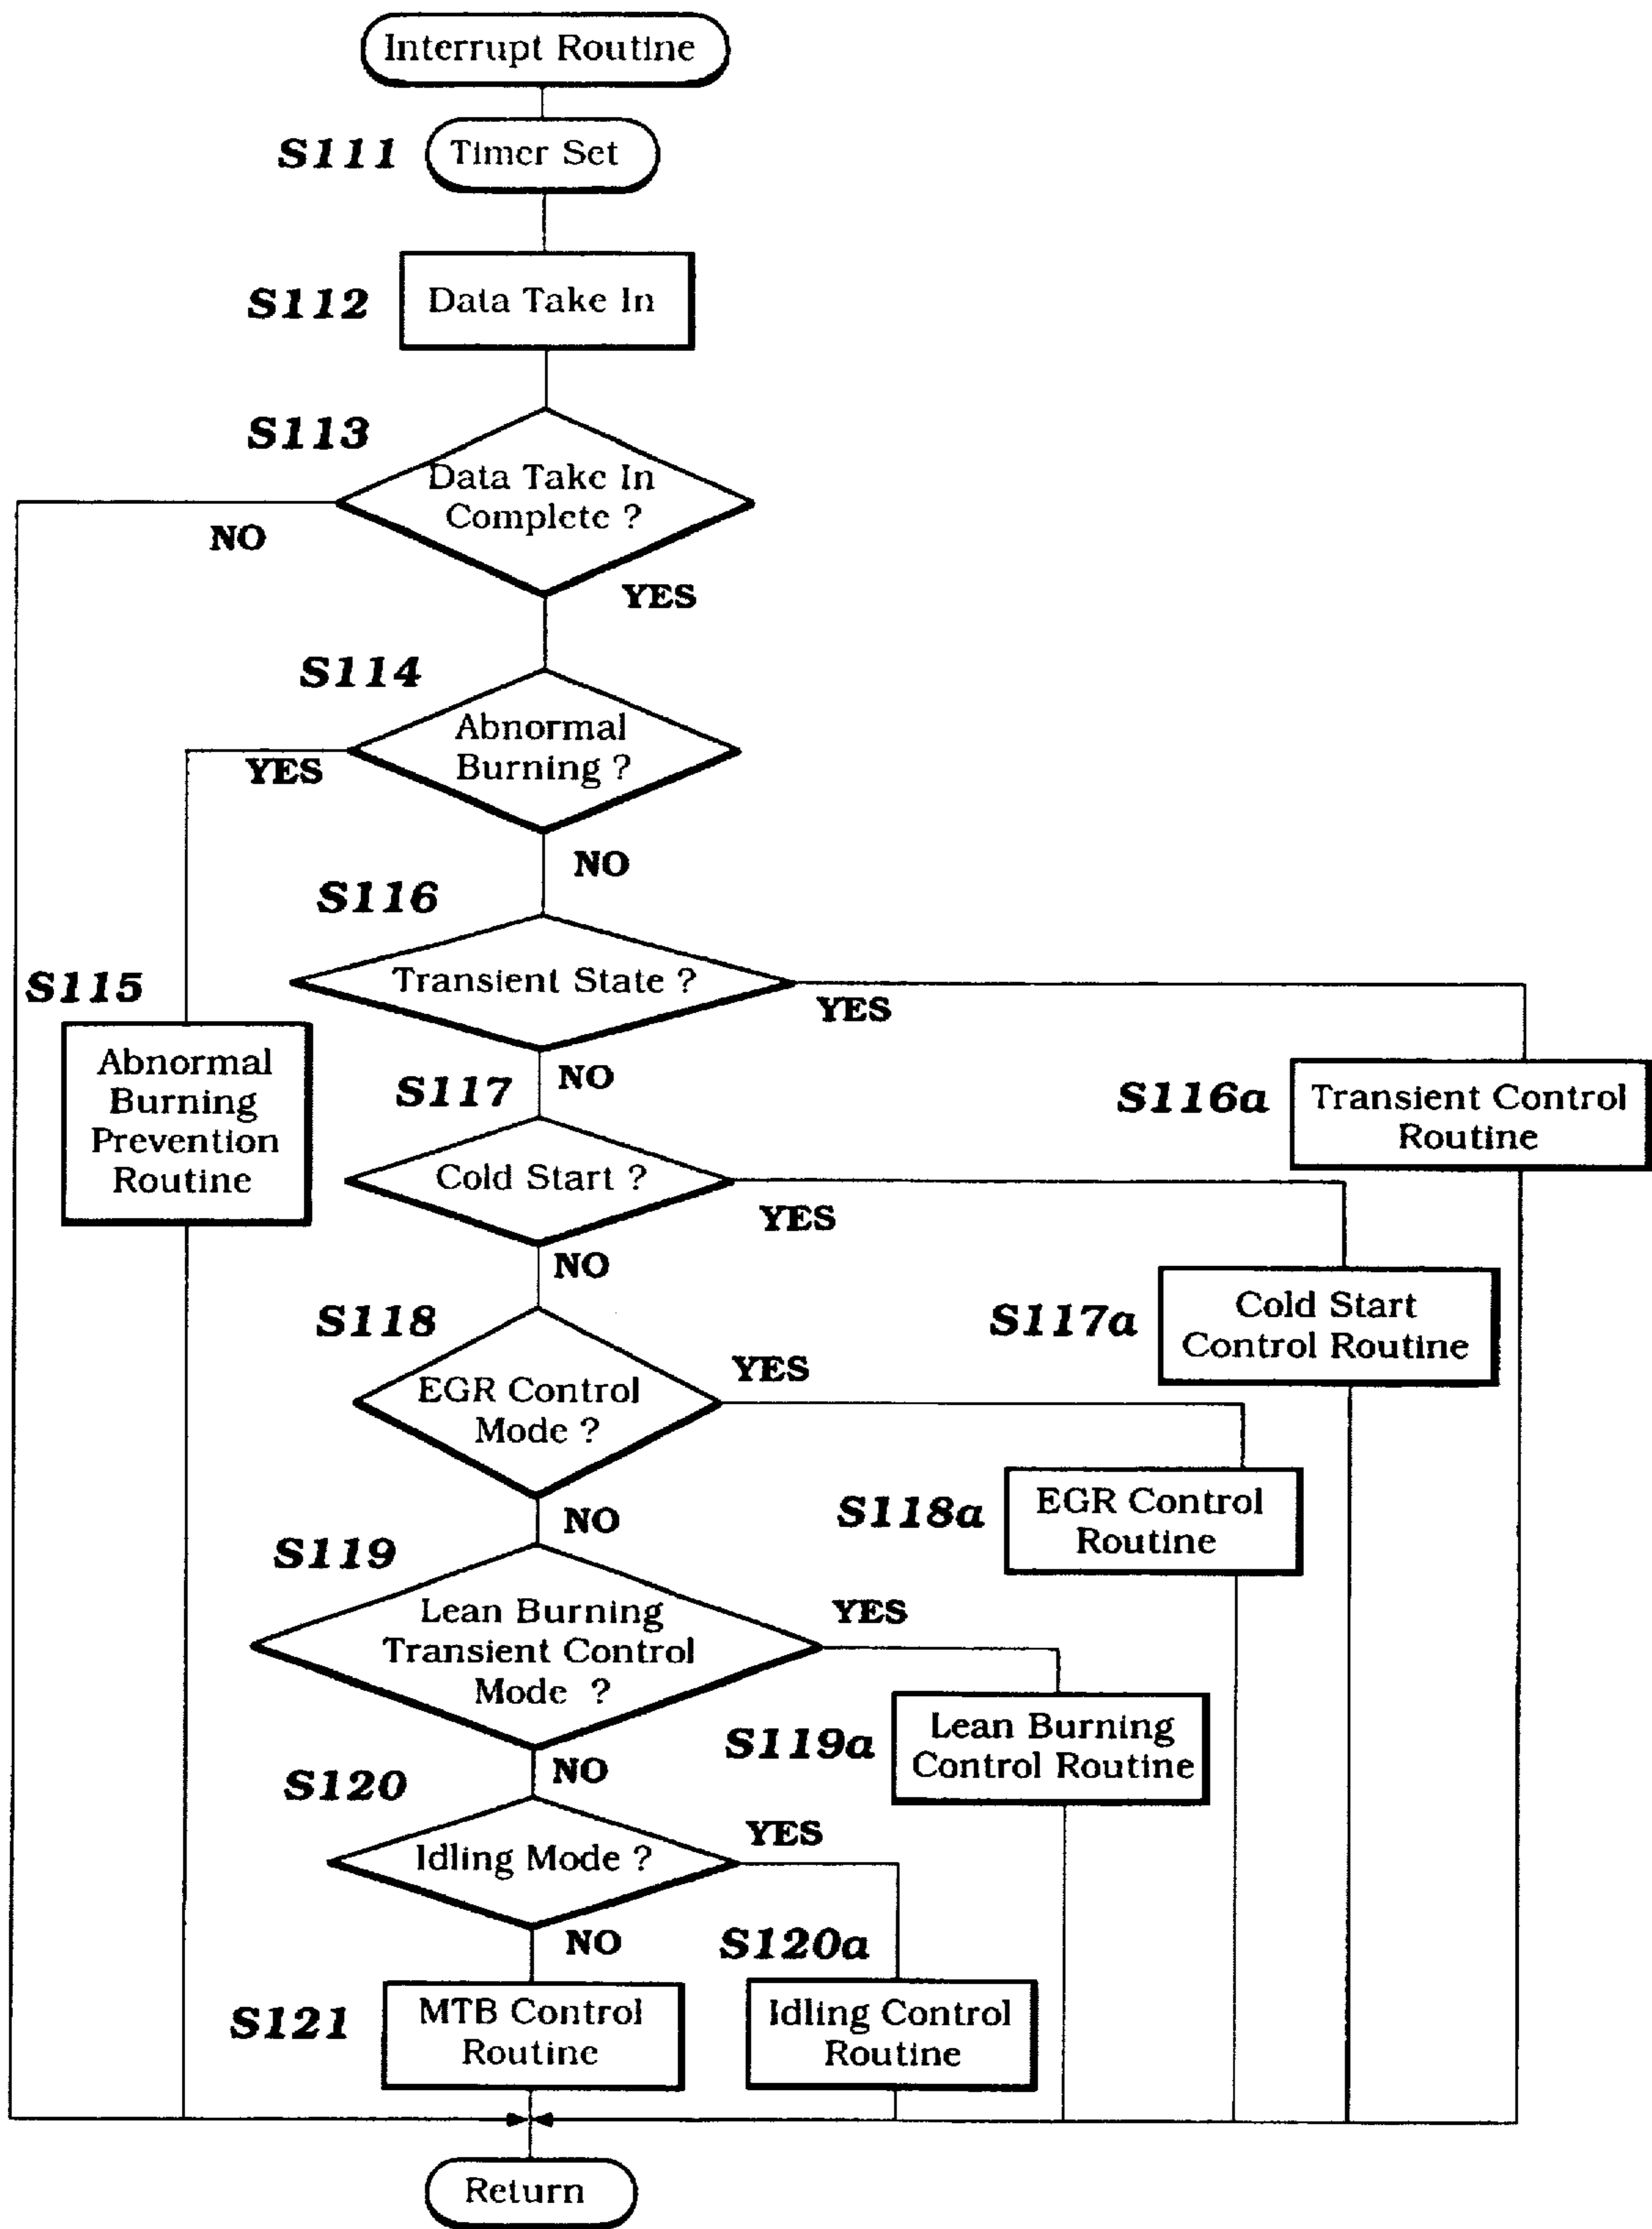 Interrupt Routine
S111
Timer Set
S112
Data Take In
S113
Data Take In
Complete ?
NO
YES
S114
Abnormal
Burning ?
YES
NO
S116
Transient State ?
YES
S115
Abnormal
Burning
Prevention
Routine
NO
S116a
Transient Control
Routine
S117
Cold Start ?
YES
NO
S117a
Cold Start
Control Routine
S118
EGR Control
Mode ?
YES
NO
S118a
EGR Control
Routine
S119
Lean Burning
Transient Control
Mode ?
YES
NO
S119a
Lean Burning
Control Routine
S120
Idling Mode ?
YES
NO
S120a
Idling Control
Routine
S121
MTB Control
Routine
Return